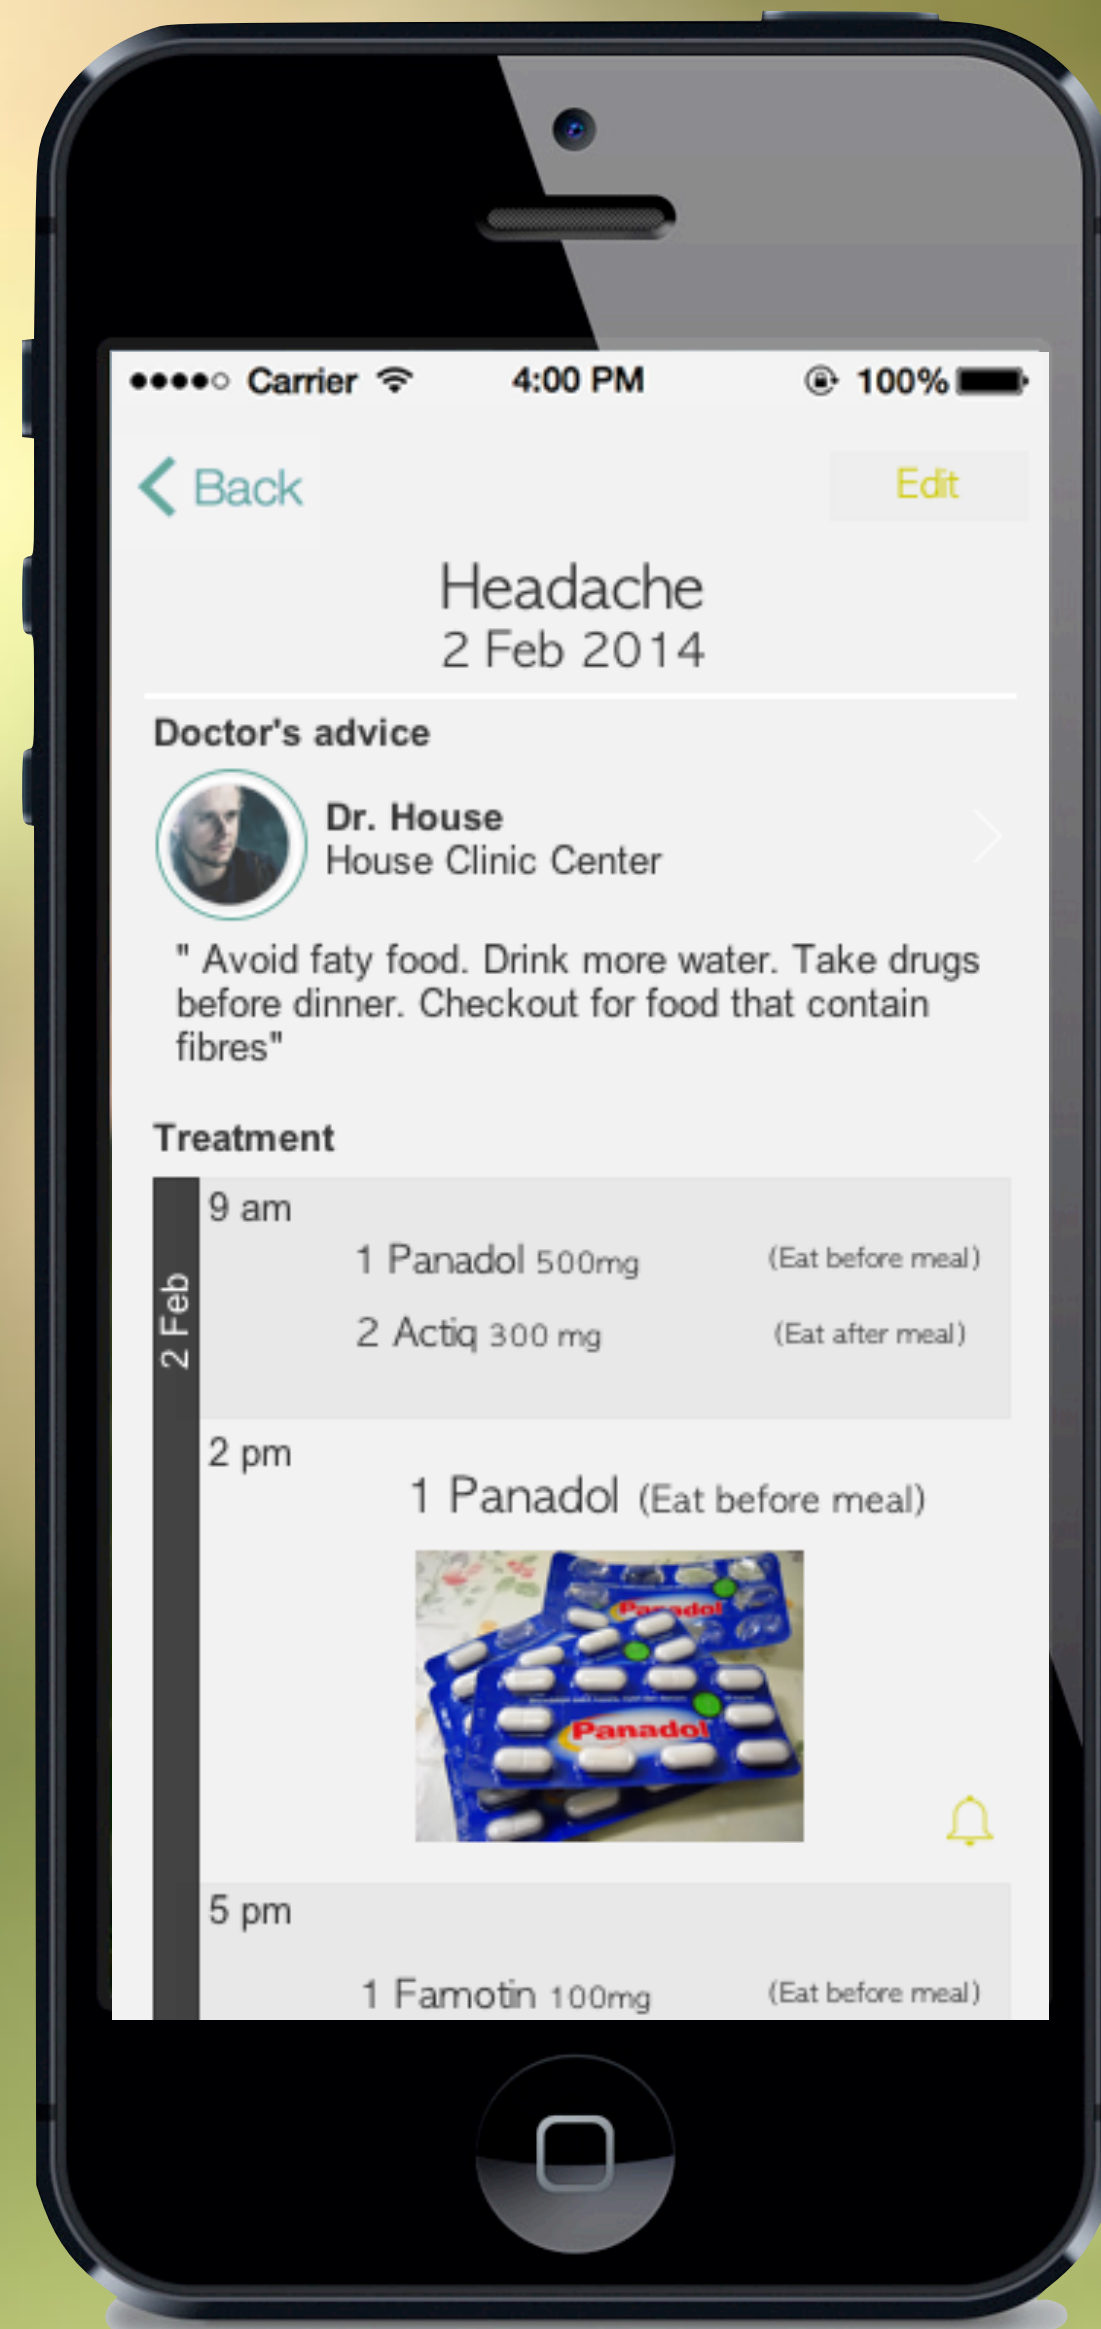 Carrier 4:00 PM 100%
Back Edit
Headache
2 Feb 2014
Doctor's advice
Dr. House
House Clinic Center
" Avoid faty food. Drink more water. Take drugs
before dinner. Checkout for food that contain
fibres"
Treatment
2 Feb
9 am
1 Panadol 500mg (Eat before meal)
2 Actiq 300 mg (Eat after meal)
2 pm
1 Panadol (Eat before meal)
Panadol
Panadol
5 pm
1 Famotin 100mg (Eat before meal)